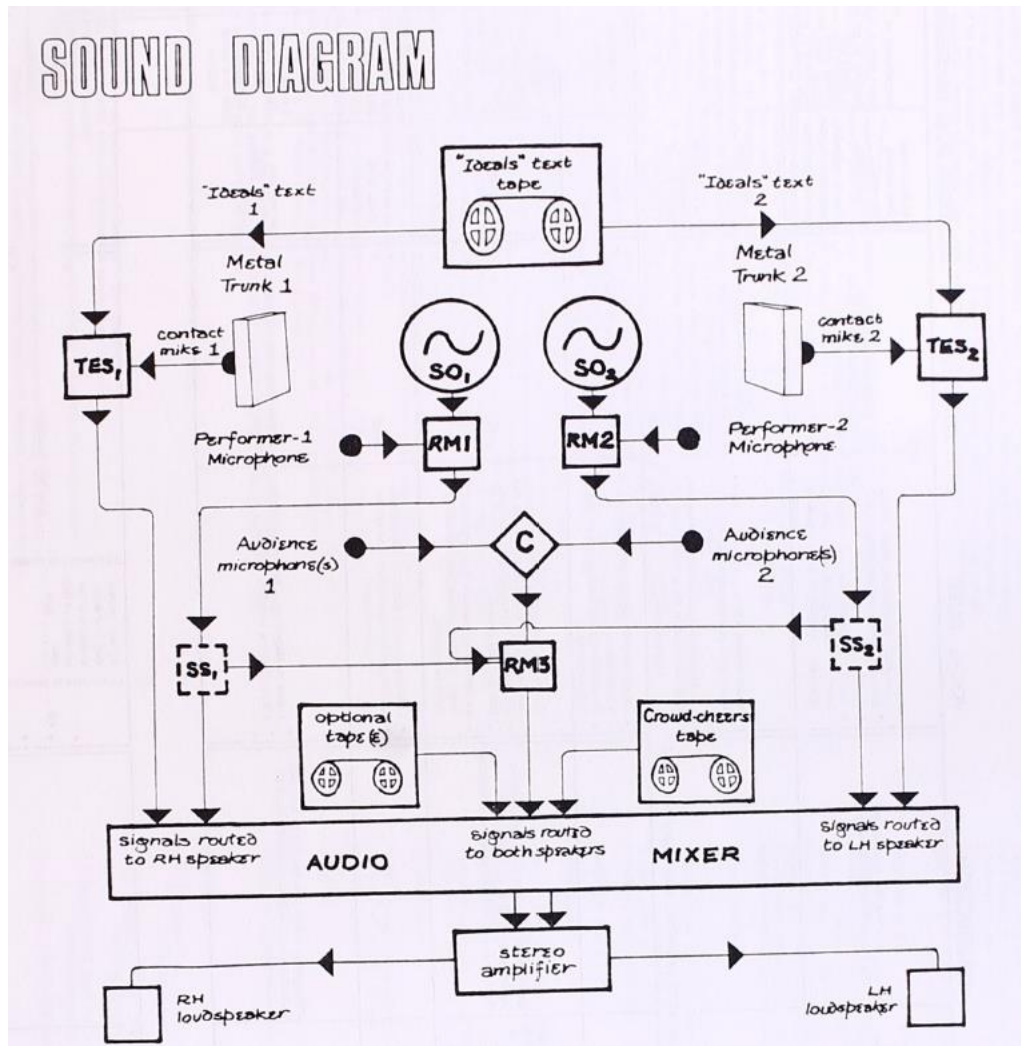 SOUND DIAGRAM
"Ideals" text
tape
"Ideals" text
1
"Ideals" text
2
Metal
Trunk 1
Metal
Trunk 2
contact
mike 1
contact
mike 2
TES₁
TES₂
SO₁
SO₂
RM1
RM2
Performer-1
Microphone
Performer-2
Microphone
Audience
microphone(s)
1
C
Audience
microphone(s)
2
SS₁
RM3
SS₂
optional
tape(s)
Crowd-cheers
tape
signals routed
to RH speaker
signals routed
to both speakers
signals routed
to LH speaker
AUDIO MIXER
stereo
amplifier
RH
loudspeaker
LH
loudspeaker